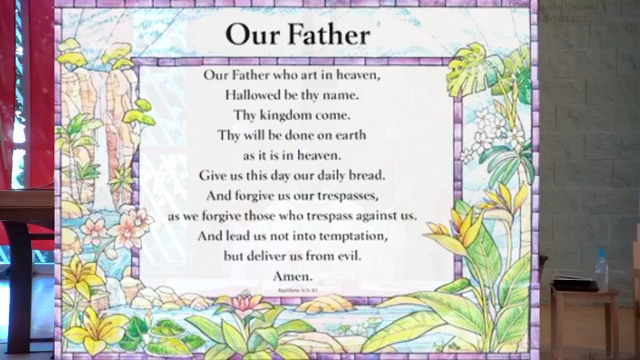 Our Father
Our Father who art in heaven,
Hallowed be thy name.
Thy kingdom come.
Thy will be done on earth
as it is in heaven.
Give us this day our daily bread.
And forgive us our trespasses,
as we forgive those who trespass against us.
And lead us not into temptation,
but deliver us from evil.
Amen.